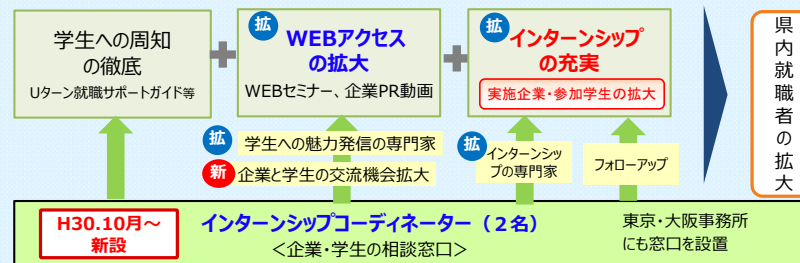 学生への周知
の徹底
Uターン就職サポートガイド等
拡
WEBアクセス
の拡大
WEBセミナー、企業PR動画
拡
インターンシップ
の充実
実施企業・参加学生の拡大
県内就職者の拡大
拡 学生への魅力発信の専門家
新 企業と学生の交流機会拡大
拡
インターンシッ
プの専門家
フォローアップ
H30.10月～
新設
インターンシップコーディネーター（２名）
＜企業・学生の相談窓口＞
東京・大阪事務所
にも窓口を設置